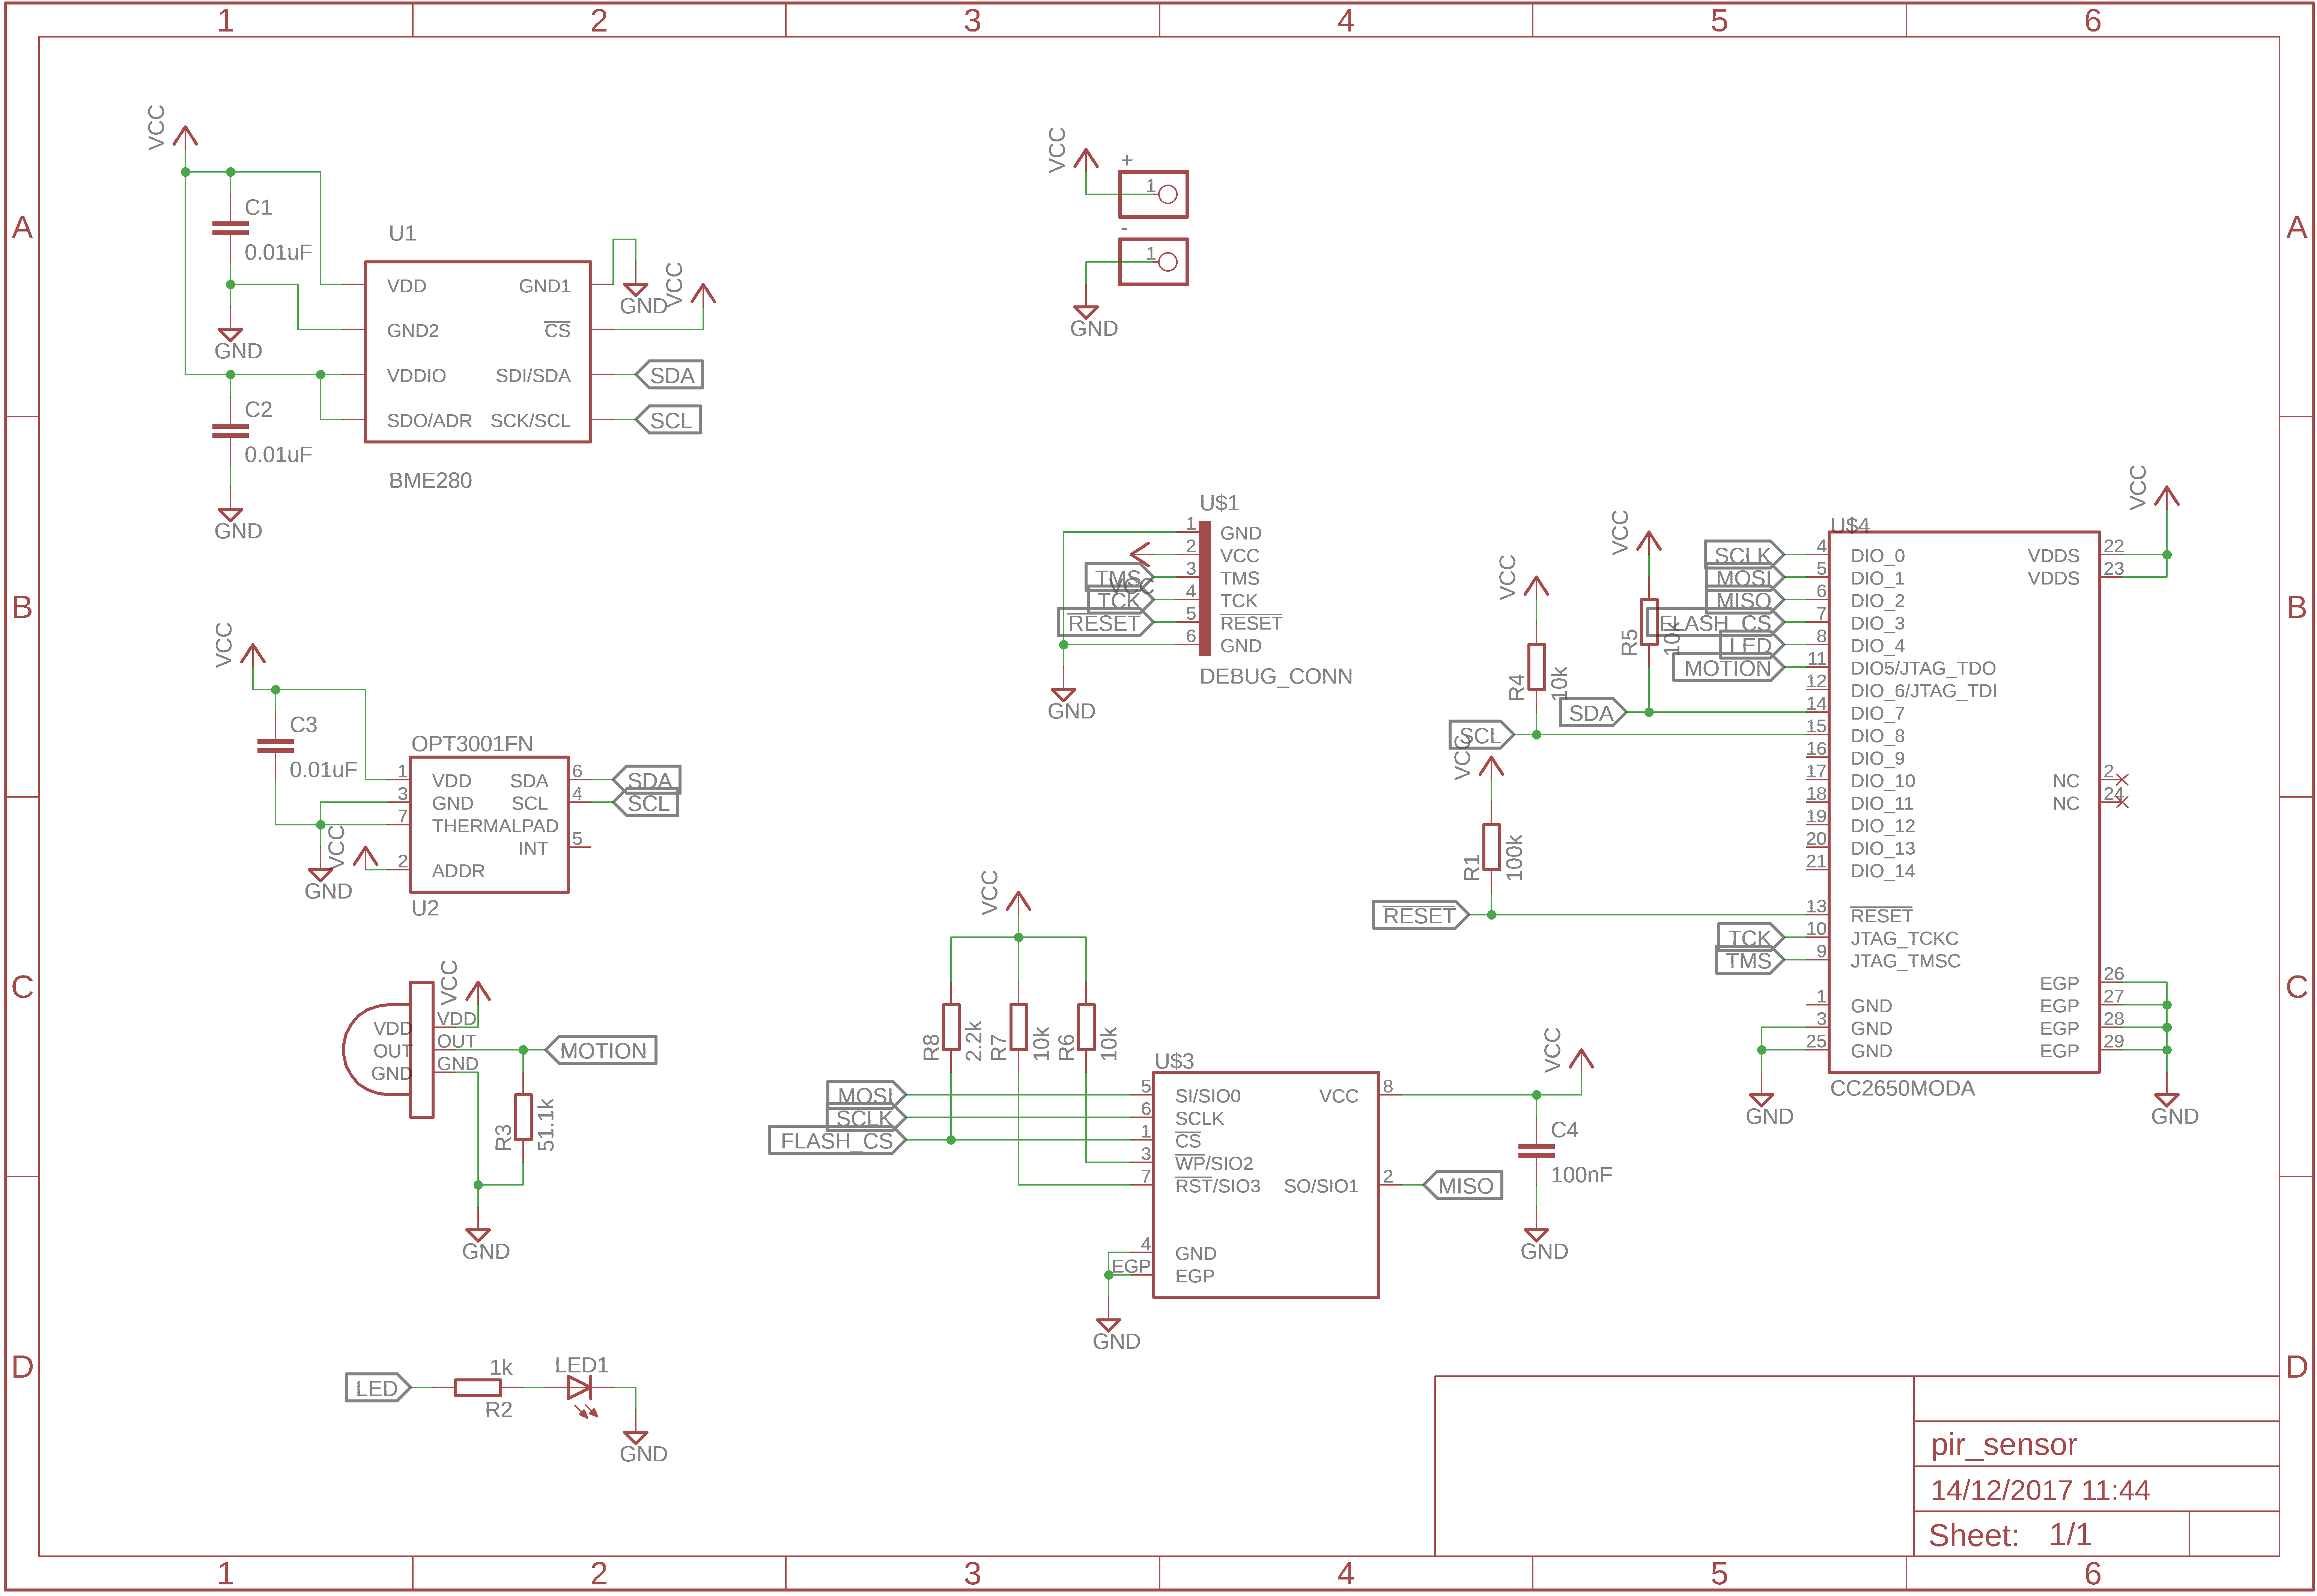 1 2 3 4 5 6
A A
B B
C C
D D
1 2 3 4 5 6
VCC
C1
0.01uF
GND
C2
0.01uF
GND
U1
VDD GND1
GND2 CS
VDDIO SDI/SDA
SDO/ADR SCK/SCL
BME280
GND
VCC
SDA
SCL
VCC
+
1
-
1
GND
U$1
1 GND
2 VCC
3 TMS
4 TCK
5 RESET
6 GND
DEBUG_CONN
TMS
VCC
TCK
RESET
GND
VCC
C3
0.01uF
OPT3001FN
1 VDD SDA 6
3 GND SCL 4
7 THERMALPAD
INT 5
2 ADDR
U2
VCC
GND
SDA
SCL
VCC
VDD VDD
OUT OUT
GND GND
MOTION
R3
51.1k
GND
LED
1k
R2
LED1
GND
VCC
R8
2.2k
R7
10k
R6
10k
MOSI
SCLK
FLASH_CS
U$3
5 SI/SIO0 VCC 8
6 SCLK
1 CS
3 WP/SIO2
7 RST/SIO3 SO/SIO1 2
4 GND
EGP EGP
GND
MISO
VCC
C4
100nF
GND
VCC
R4
10k
VCC
R5
10k
SCL
SDA
VCC
R1
100k
RESET
SCLK
MOSI
MISO
FLASH_CS
LED
MOTION
TCK
TMS
U$4
4 DIO_0 VDDS 22
5 DIO_1 VDDS 23
6 DIO_2
7 DIO_3
8 DIO_4
11 DIO5/JTAG_TDO
12 DIO_6/JTAG_TDI
14 DIO_7
15 DIO_8
16 DIO_9
17 DIO_10 NC 2
18 DIO_11 NC 24
19 DIO_12
20 DIO_13
21 DIO_14
13 RESET
10 JTAG_TCKC
9 JTAG_TMSC
EGP 26
1 GND EGP 27
3 GND EGP 28
25 GND EGP 29
CC2650MODA
VCC
GND
GND
pir_sensor
14/12/2017 11:44
Sheet: 1/1